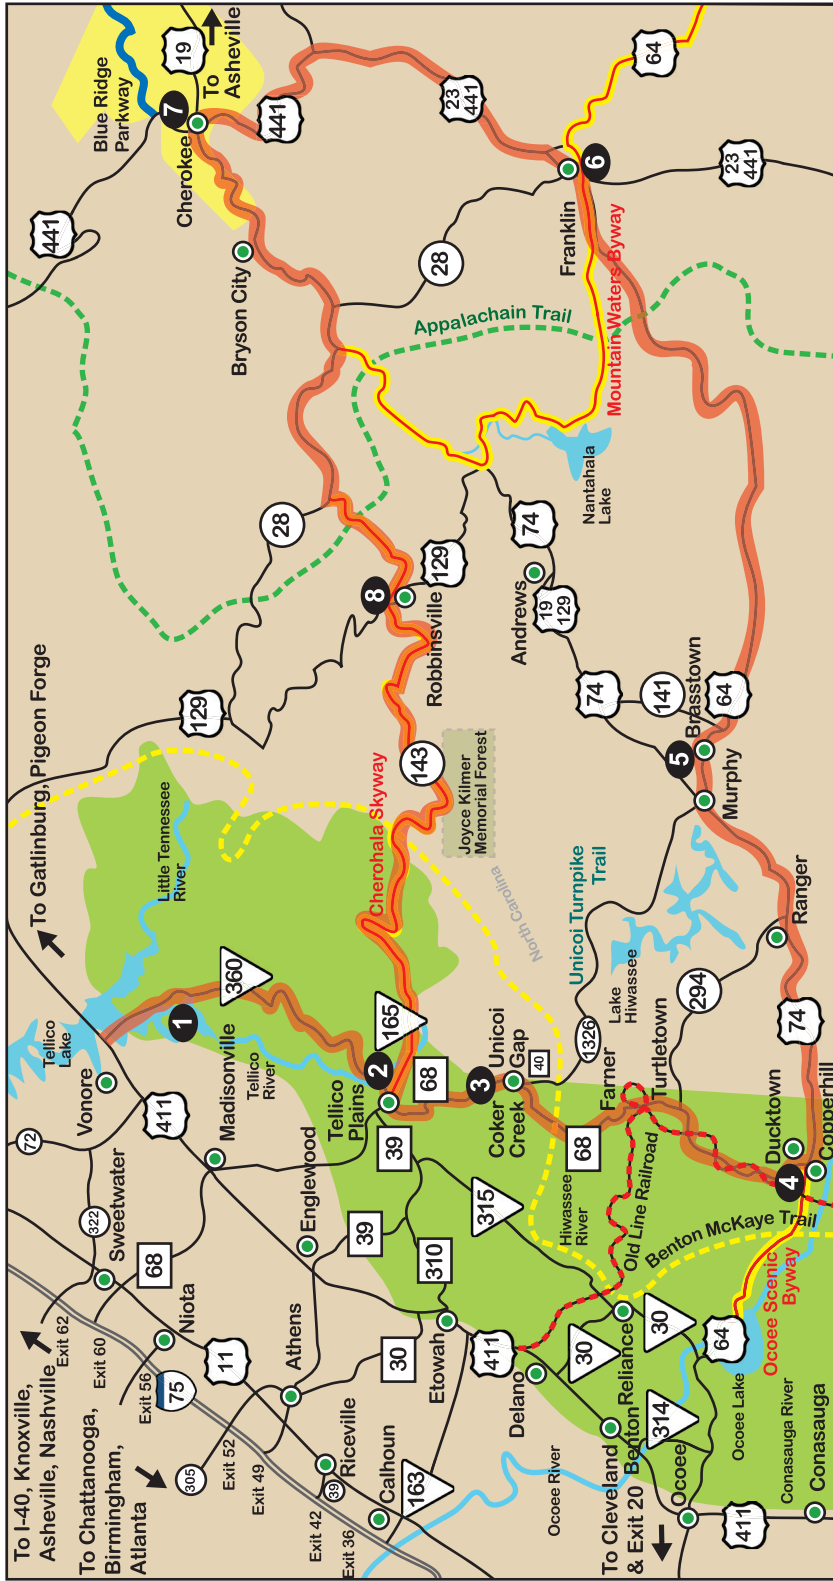 To I-40, Knoxville,
Asheville, Nashville
To Chattanooga,
Birmingham,
Atlanta
Exit 62
Exit 60
Exit 56
75
Exit 52
Exit 49
Exit 42
Exit 36
305
39
Niota
11
Sweetwater
322
72
68
Athens
Riceville
Calhoun
163
Englewood
39
30
310
Etowah
411
Delano
Madisonville
411
Vonore
Tellico
Lake
Tellico
River
To Gatlinburg, Pigeon Forge
Little Tennessee
River
1
360
2
Tellico
Plains
165
68
39
315
3
Coker
Creek
Unicoi
Gap
40
1326
68
Farner
Turtletown
294
Hiwassee
River
Old Line Railroad
Benton McKaye Trail
Reliance
30
30
314
64
Benton
To Cleveland
& Exit 20
Ocoee
Ocoee River
Ocoee Lake
Conasauga River
Conasauga
411
Ocoee Scenic
Byway
4
Ducktown
Copperhill
74
Ranger
Lake
Hiwassee
Unicoi Turnpike
Trail
North Carolina
Joyce Kilmer
Memorial Forest
Cherohala Skyway
143
129
28
8
Robbinsville
129
74
Andrews
19
129
74
141
64
Brasstown
5
Murphy
Nantahala
Lake
Mountain Waters Byway
Appalachain Trail
28
Franklin
6
23
441
64
23
441
441
Bryson City
Cherokee
7
Blue Ridge
Parkway
19
To
Asheville
441